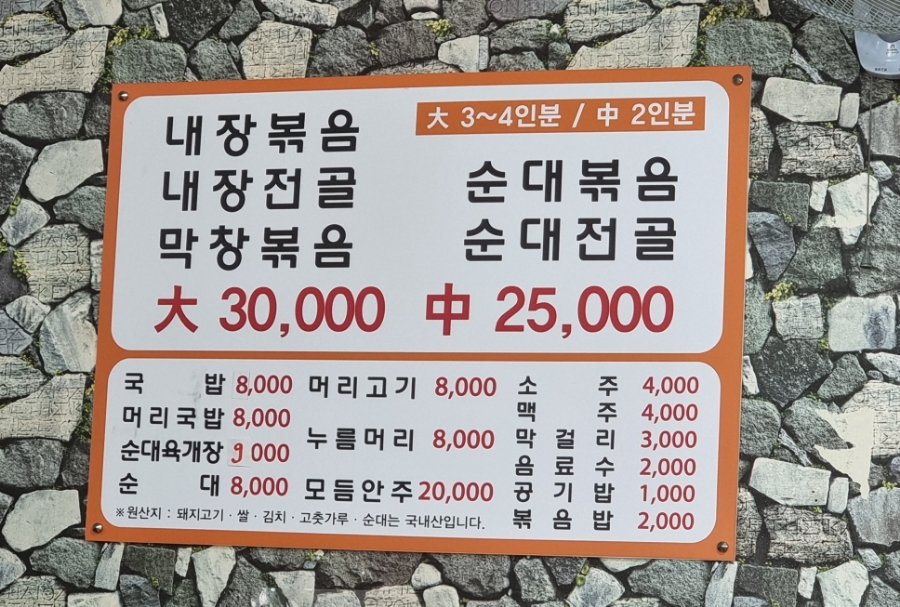 大 3~4인분 / 中 2인분
내장볶음
내장전골
막창볶음
순대볶음
순대전골
大 30,000 中 25,000
국 밥 8,000
머리국밥 8,000
순대육개장 9,000
순 대 8,000
머리고기 8,000
누름머리 8,000
모듬안주 20,000
소 주 4,000
맥 주 4,000
막 걸 리 3,000
음 료 수 2,000
공 기 밥 1,000
볶 음 밥 2,000
※원산지 : 돼지고기 · 쌀 · 김치 · 고춧가루 · 순대는 국내산입니다.